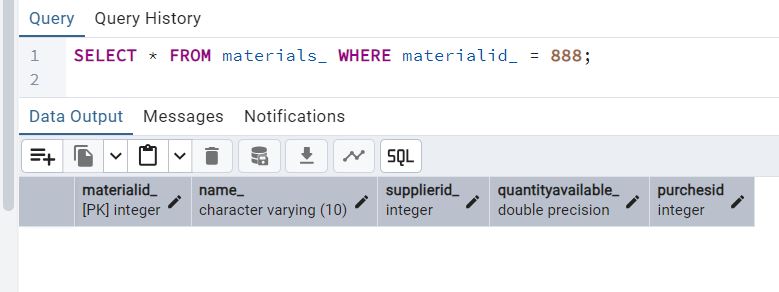 Query Query History
1 SELECT * FROM materials_ WHERE materialid_ = 888;
2
Data Output Messages Notifications
SQL
materialid_ name_ supplierid_ quantityavailable_ purchesid
[PK] integer character varying (10) integer double precision integer